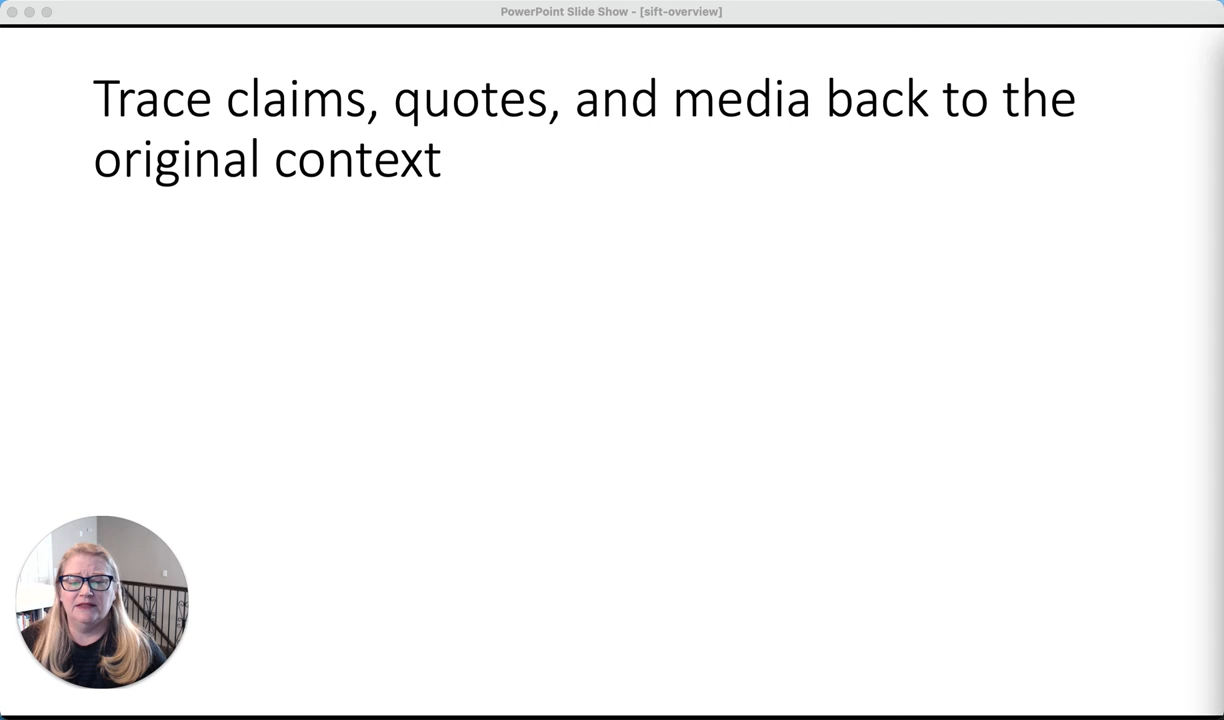 PowerPoint Slide Show - [sift-overview]
Trace claims, quotes, and media back to the
original context